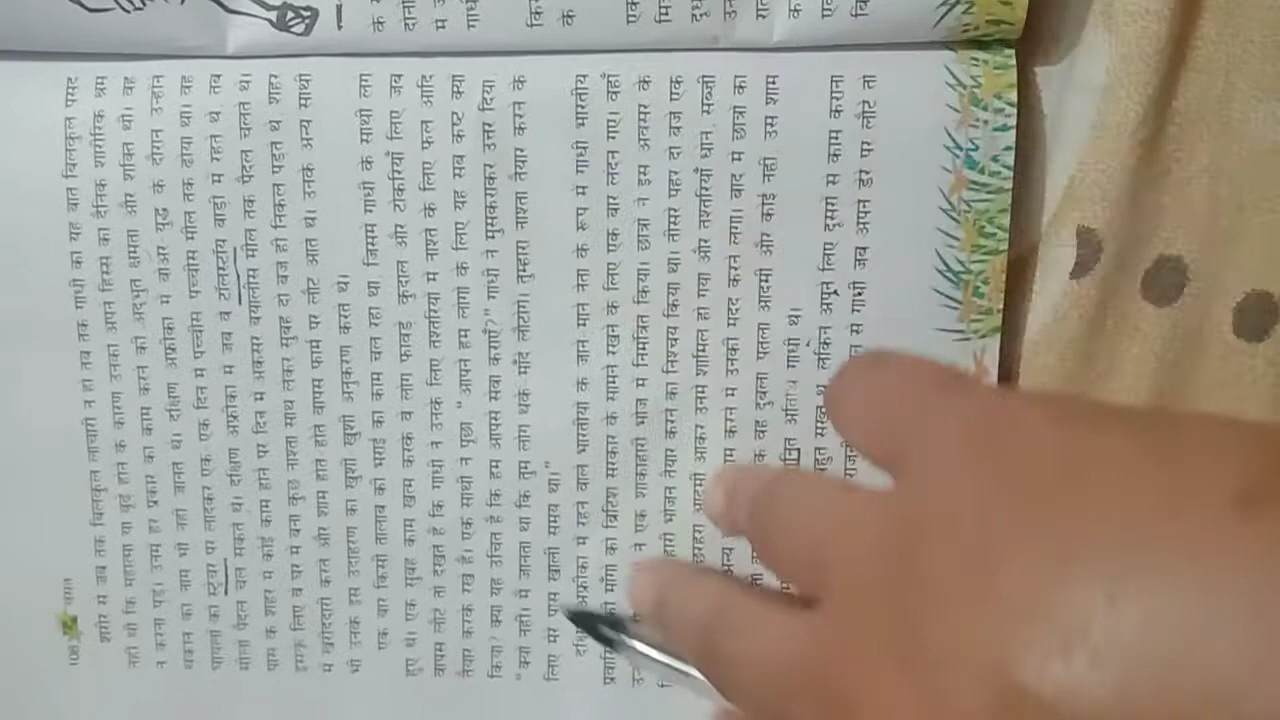 108 वसंत
शरीर से जब तक बिलकुल लाचारी न हो तब तक गांधी को यह बात बिलकुल पसंद
नहीं थी कि महात्मा या बूढ़े होने के कारण उनको अपने हिस्से का दैनिक शारीरिक श्रम
न करना पड़े। उनमें हर प्रकार का काम करने की अद्भुत क्षमता और शक्ति थी। वह
थकान का नाम भी नहीं जानते थे। दक्षिण अफ्रीका में बोअर युद्ध के दौरान उन्होंने
घायलों को स्ट्रेचर पर लादकर एक-एक दिन में पच्चीस-पच्चीस मील तक ढोया था। वह
मीलों पैदल चल सकते थे। दक्षिण अफ्रीका में जब वे टॉलस्टॉय बाड़ी में रहते थे, तब
पास के शहर में कोई काम होने पर दिन में अकसर बयालीस मील तक पैदल चलते थे।
इसके लिए वे घर में बना कुछ नाश्ता साथ लेकर सुबह दो बजे ही निकल पड़ते थे, शहर
में खरीददारी करते और शाम होते-होते वापस फार्म पर लौट आते थे। उनके अन्य साथी
भी उनके इस उदाहरण का खुशी-खुशी अनुकरण करते थे।
एक बार किसी तालाब की भराई का काम चल रहा था, जिसमें गांधी के साथी लगे
हुए थे। एक सुबह काम खत्म करके वे लोग फावड़े, कुदाल और टोकरियाँ लिए जब
वापस लौटे तो देखते हैं कि गांधी ने उनके लिए तश्तरियों में नाश्ते के लिए फल आदि
तैयार करके रखे हैं। एक साथी ने पूछा, "आपने हम लोगों के लिए यह सब कष्ट क्यों
किया? क्या यह उचित है कि हम आपसे सेवा कराएँ?" गांधी ने मुसकराकर उत्तर दिया,
"क्यों नहीं। मैं जानता था कि तुम लोग थके-माँदे लौटोगे। तुम्हारा नाश्ता तैयार करने के
लिए मेरे पास खाली समय था।"
अफ्रीका में रहने वाले भारतीयों के जाने-माने नेता के रूप में गांधी भारतीय
माँगों को ब्रिटिश सरकार के सामने रखने के लिए एक बार लंदन गए। वहाँ
ने एक शाकाहारी भोज में निमंत्रित किया। छात्रों ने इस अवसर के
भोजन तैयार करने का निश्चय किया था। तीसरे पहर दो बजे एक
छरहरा आदमी आकर उनमें शामिल हो गया और तश्तरियाँ धोने, सब्ज़ी
अन्य काम करने में उनकी मदद करने लगा। बाद में छात्रों का
वह दुबला-पतला आदमी और कोई नहीं, उस शाम
अतिथि गांधी थे।
सख्त थे, लेकिन अपने लिए दूसरों से काम कराना
से गांधी जब अपने डेरे पर लौटे तो